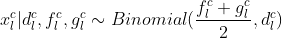 x_l^c|d_l^c, f_l^c, g_l^c ∼ Binomial(\frac{f_l^c + g_l^c}{2}, d_l^c)